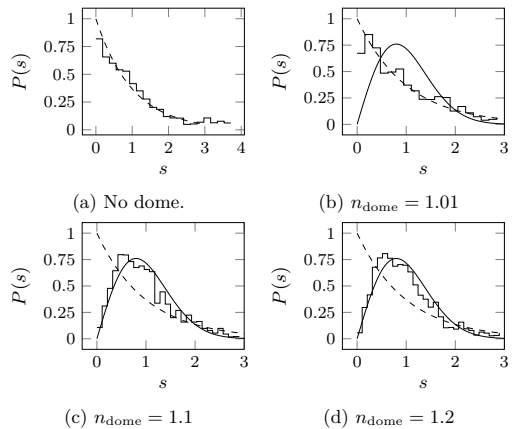 1
0.75
0.5
0.25
0
P(s)
0 1 2 3 4
s
(a) No dome.
1
0.75
0.5
0.25
0
P(s)
0 1 2 3
s
(b) n_dome = 1.01
1
0.75
0.5
0.25
0
P(s)
0 1 2 3
s
(c) n_dome = 1.1
1
0.75
0.5
0.25
0
P(s)
0 1 2 3
s
(d) n_dome = 1.2